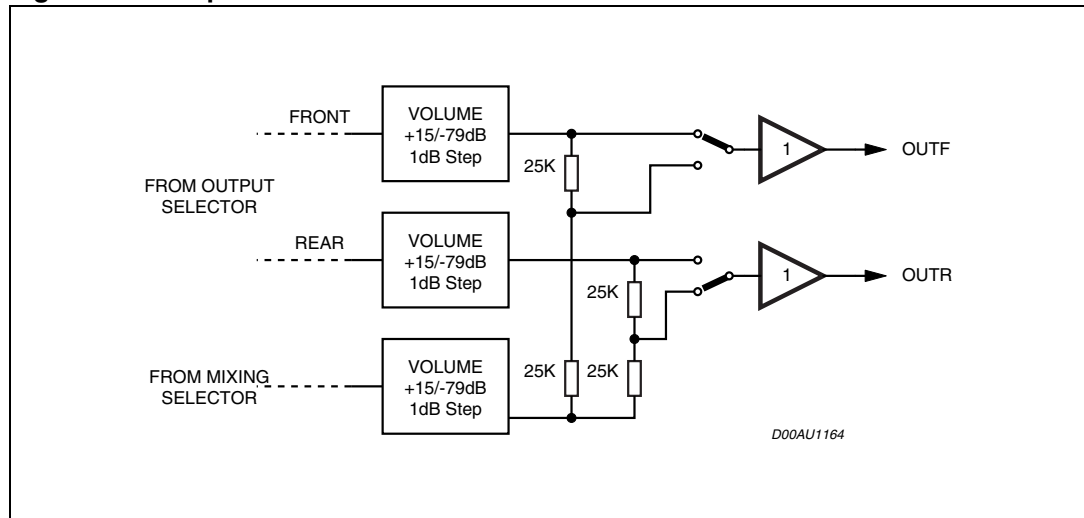 FRONT
VOLUME
+15/-79dB
1dB Step
25K
1
OUTF
FROM OUTPUT
SELECTOR
REAR
VOLUME
+15/-79dB
1dB Step
25K
1
OUTR
FROM MIXING
SELECTOR
VOLUME
+15/-79dB
1dB Step
25K
25K
D00AU1164